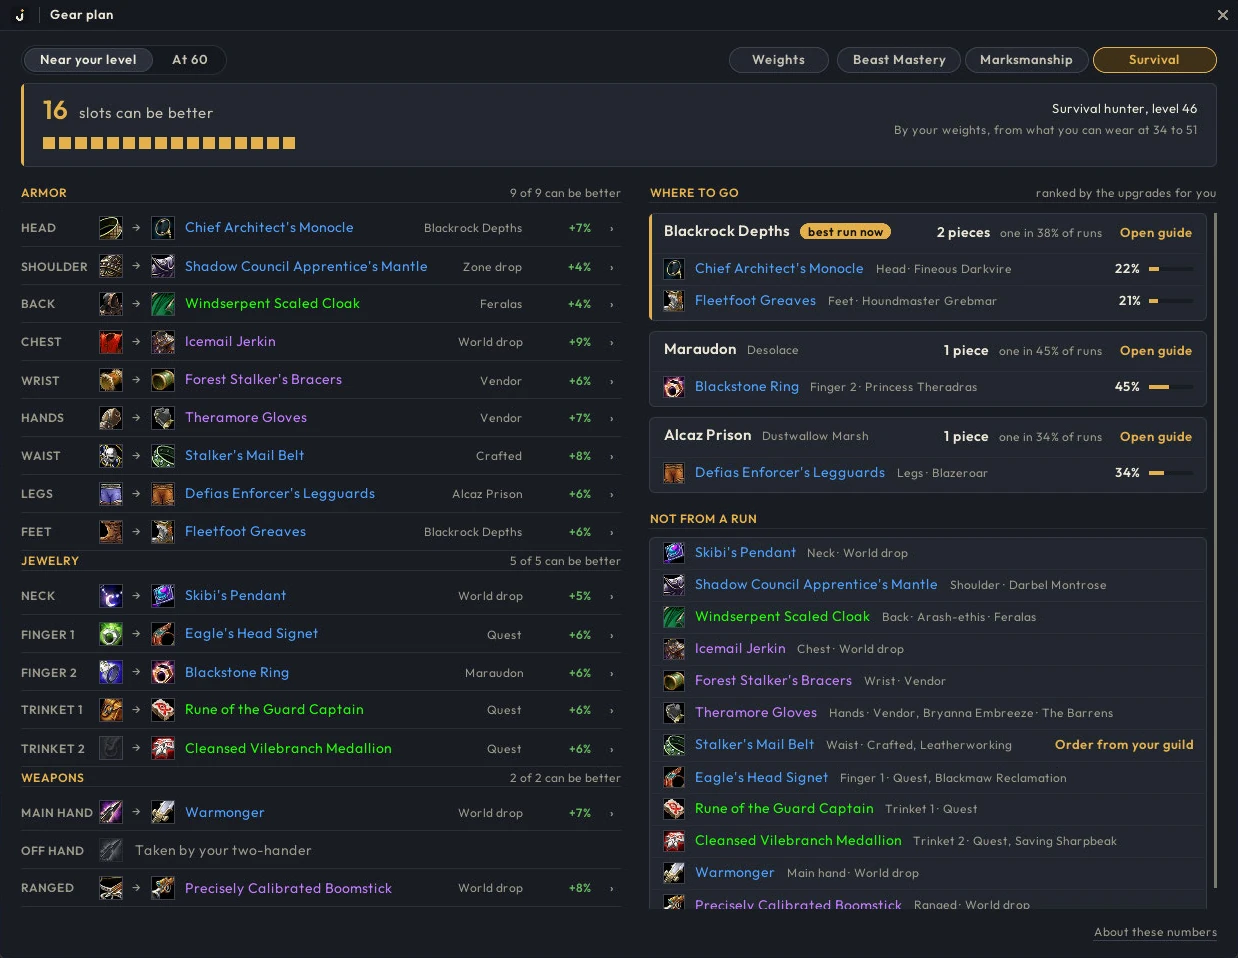 Gear plan
Near your level At 60 Weights Beast Mastery Marksmanship Survival
16 slots can be better
Survival hunter, level 46
By your weights, from what you can wear at 34 to 51
ARMOR 9 of 9 can be better
HEAD → Chief Architect's Monocle Blackrock Depths +7% ›
SHOULDER → Shadow Council Apprentice's Mantle Zone drop +4% ›
BACK → Windserpent Scaled Cloak Feralas +4% ›
CHEST → Icemail Jerkin World drop +9% ›
WRIST → Forest Stalker's Bracers Vendor +6% ›
HANDS → Theramore Gloves Vendor +7% ›
WAIST → Stalker's Mail Belt Crafted +8% ›
LEGS → Defias Enforcer's Legguards Alcaz Prison +6% ›
FEET → Fleetfoot Greaves Blackrock Depths +6% ›
JEWELRY 5 of 5 can be better
NECK → Skibi's Pendant World drop +5% ›
FINGER 1 → Eagle's Head Signet Quest +6% ›
FINGER 2 → Blackstone Ring Maraudon +6% ›
TRINKET 1 → Rune of the Guard Captain Quest +6% ›
TRINKET 2 → Cleansed Vilebranch Medallion Quest +6% ›
WEAPONS 2 of 2 can be better
MAIN HAND → Warmonger World drop +7% ›
OFF HAND Taken by your two-hander
RANGED → Precisely Calibrated Boomstick World drop +8% ›
WHERE TO GO ranked by the upgrades for you
Blackrock Depths best run now 2 pieces one in 38% of runs Open guide
Chief Architect's Monocle Head · Fineous Darkvire 22%
Fleetfoot Greaves Feet · Houndmaster Grebmar 21%
Maraudon Desolace 1 piece one in 45% of runs Open guide
Blackstone Ring Finger 2 · Princess Theradras 45%
Alcaz Prison Dustwallow Marsh 1 piece one in 34% of runs Open guide
Defias Enforcer's Legguards Legs · Blazeroar 34%
NOT FROM A RUN
Skibi's Pendant Neck · World drop
Shadow Council Apprentice's Mantle Shoulder · Darbel Montrose
Windserpent Scaled Cloak Back · Arash-ethis · Feralas
Icemail Jerkin Chest · World drop
Forest Stalker's Bracers Wrist · Vendor
Theramore Gloves Hands · Vendor, Bryanna Embreeze · The Barrens
Stalker's Mail Belt Waist · Crafted, Leatherworking Order from your guild
Eagle's Head Signet Finger 1 · Quest, Blackmaw Reclamation
Rune of the Guard Captain Trinket 1 · Quest
Cleansed Vilebranch Medallion Trinket 2 · Quest, Saving Sharpbeak
Warmonger Main hand · World drop
Precisely Calibrated Boomstick Ranged · World drop
About these numbers